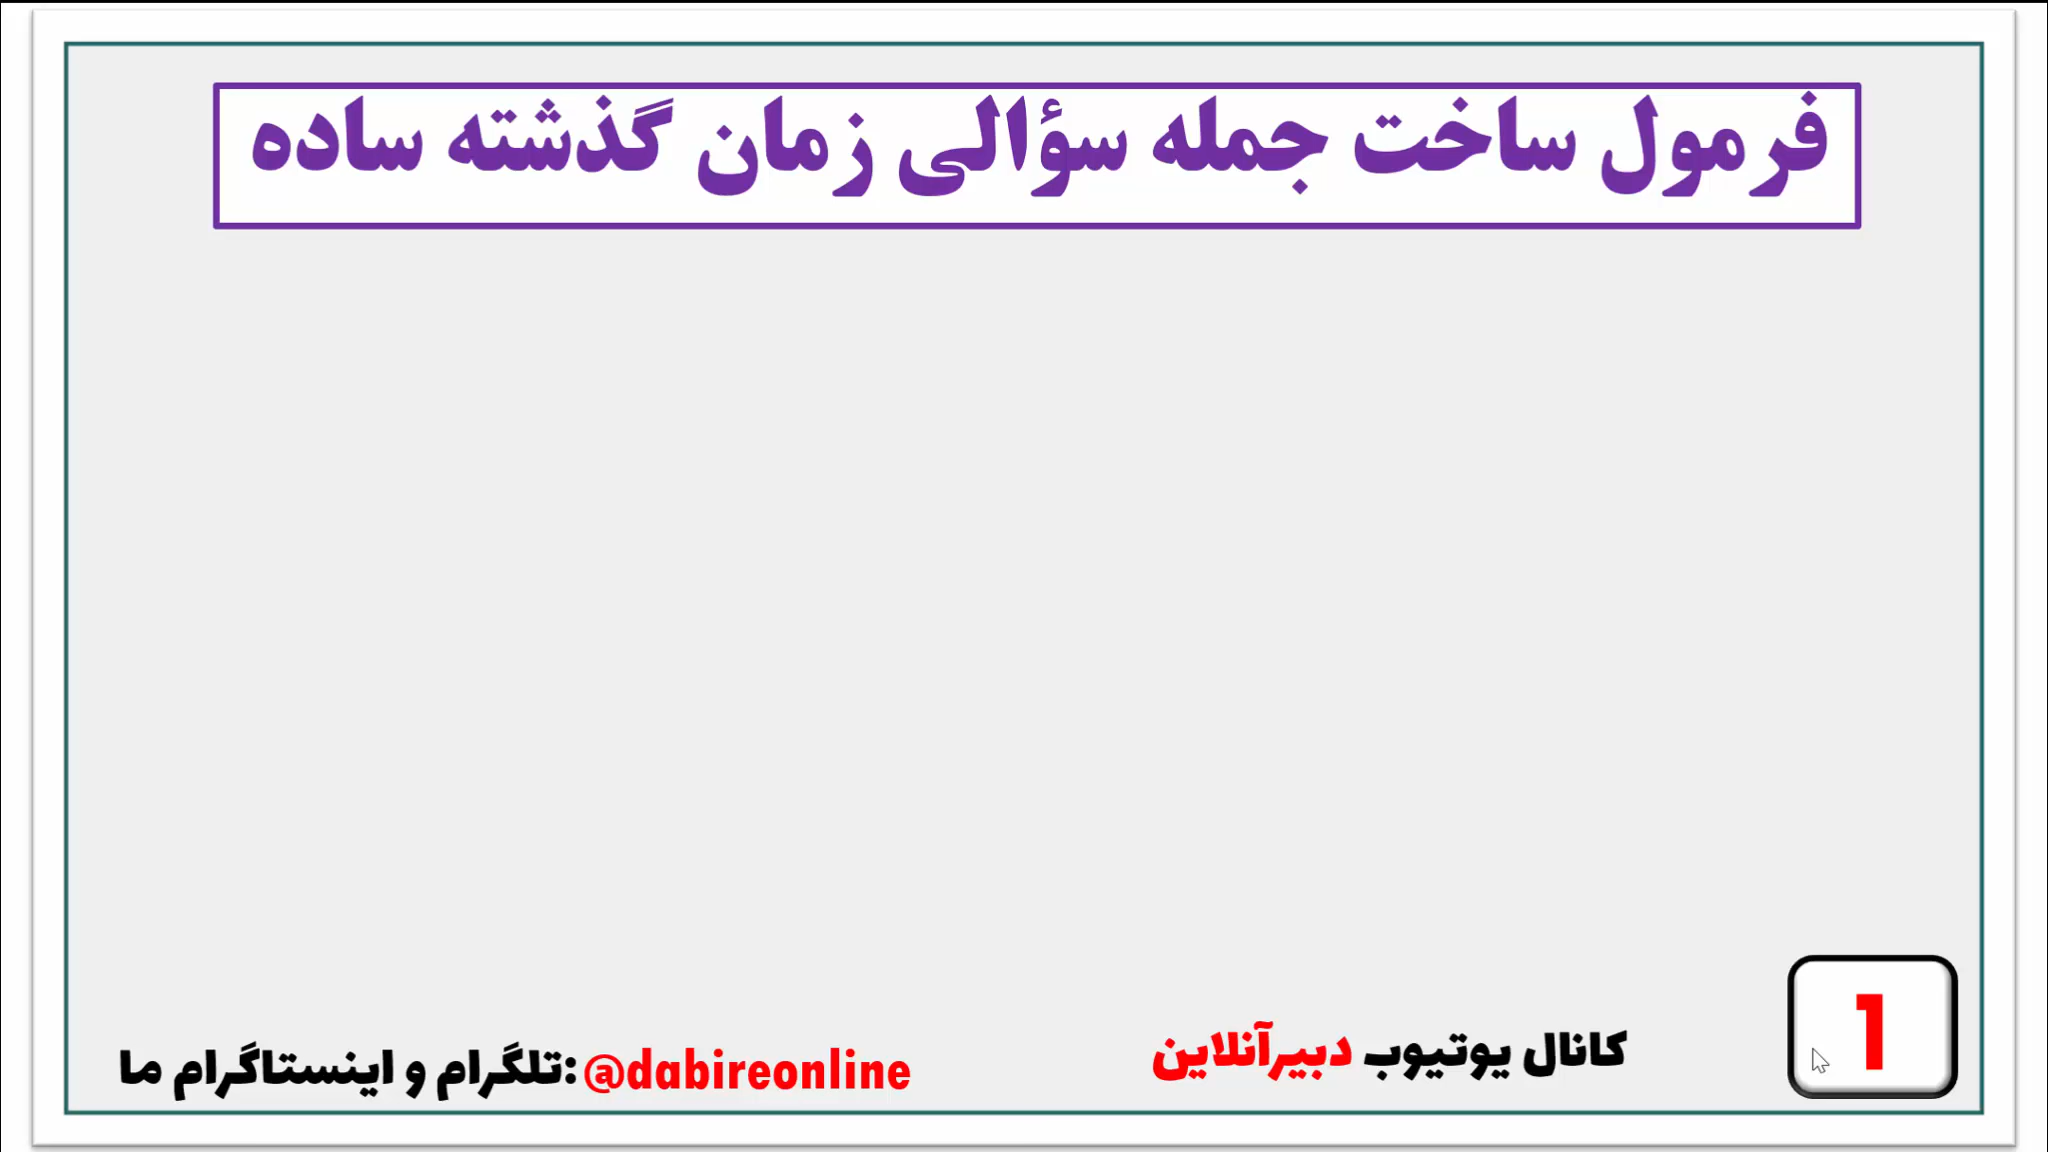 فرمول ساخت جمله سؤالی زمان گذشته ساده
1
کانال یوتیوب دبیرآنلاین
تلگرام و اینستاگرام ما: @dabireonline